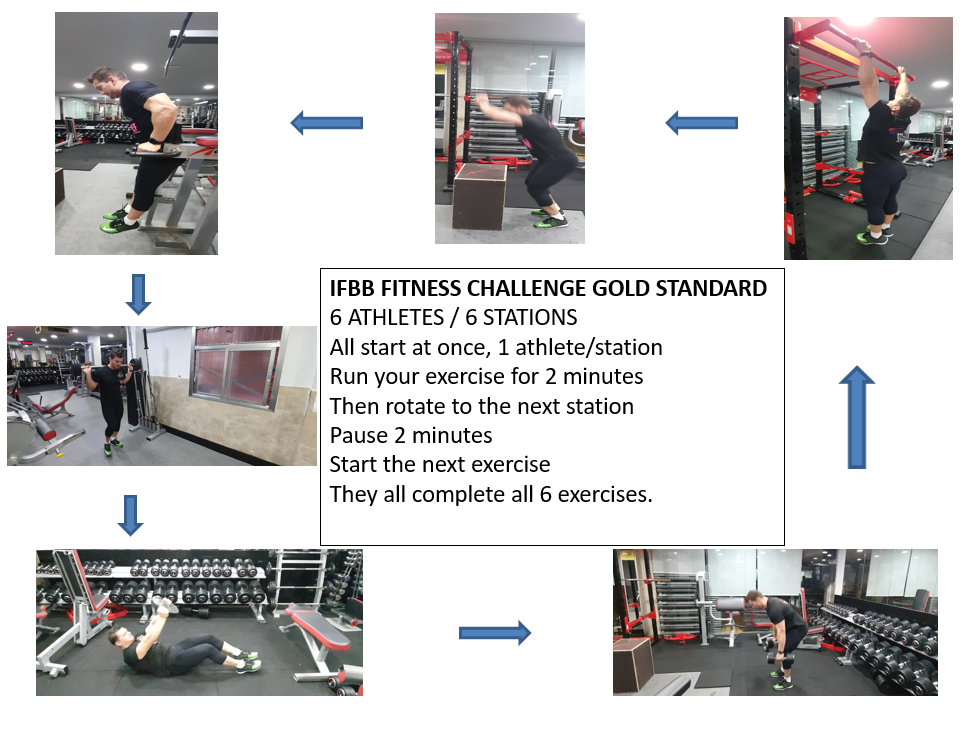 IFBB FITNESS CHALLENGE GOLD STANDARD
6 ATHLETES / 6 STATIONS
All start at once, 1 athlete/station
Run your exercise for 2 minutes
Then rotate to the next station
Pause 2 minutes
Start the next exercise
They all complete all 6 exercises.